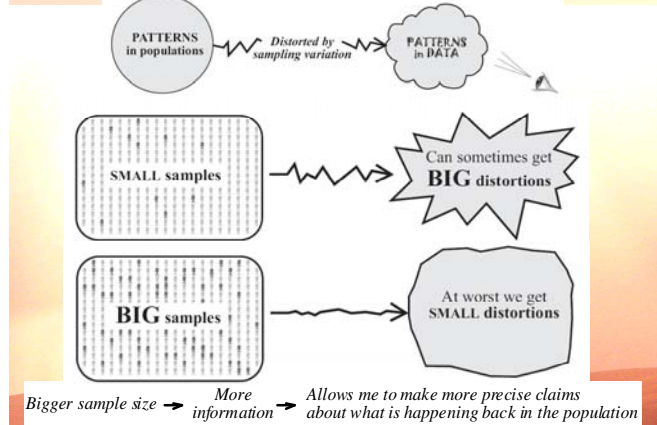 PATTERNS
in populations
Distorted by
sampling variation
PATTERNS
in DATA
SMALL samples
Can sometimes get
BIG distortions
BIG samples
At worst we get
SMALL distortions
Bigger sample size
More
information
Allows me to make more precise claims
about what is happening back in the population